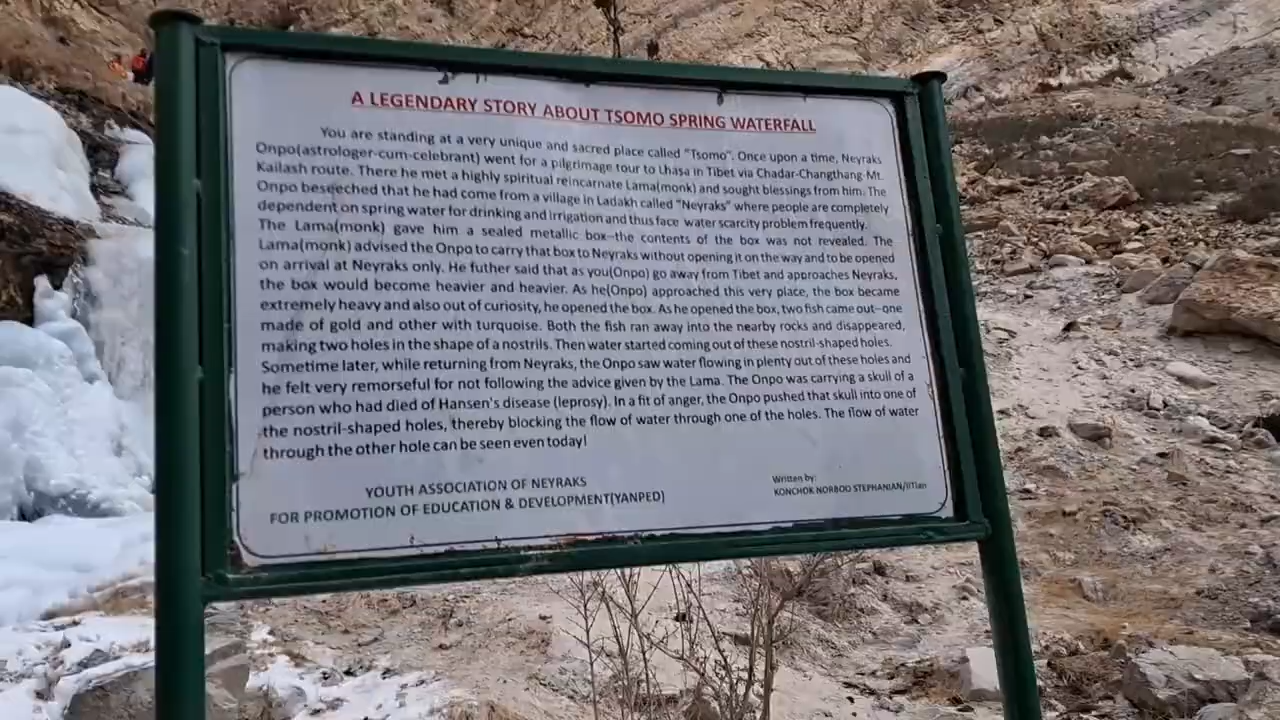 A LEGENDARY STORY ABOUT TSOMO SPRING WATERFALL
You are standing at a very unique and sacred place called "Tsomo". Once upon a time, Neyraks
Onpo(astrologer-cum-celebrant) went for a pilgrimage tour to Lhasa in Tibet via Chadar-Changthang-Mt.
Kailash route. There he met a highly spiritual reincarnate Lama(monk) and sought blessings from him. The
Onpo beseeched that he had come from a village in Ladakh called "Neyraks" where people are completely
dependent on spring water for drinking and irrigation and thus face water scarcity problem frequently.
The Lama(monk) gave him a sealed metallic box–the contents of the box was not revealed. The
Lama(monk) advised the Onpo to carry that box to Neyraks without opening it on the way and to be opened
on arrival at Neyraks only. He futher said that as you(Onpo) go away from Tibet and approaches Neyraks,
the box would become heavier and heavier. As he(Onpo) approached this very place, the box became
extremely heavy and also out of curiosity, he opened the box. As he opened the box, two fish came out–one
made of gold and other with turquoise. Both the fish ran away into the nearby rocks and disappeared,
making two holes in the shape of a nostrils. Then water started coming out of these nostril-shaped holes.
Sometime later, while returning from Neyraks, the Onpo saw water flowing in plenty out of these holes and
he felt very remorseful for not following the advice given by the Lama. The Onpo was carrying a skull of a
person who had died of Hansen's disease (leprosy). In a fit of anger, the Onpo pushed that skull into one of
the nostril-shaped holes, thereby blocking the flow of water through one of the holes. The flow of water
through the other hole can be seen even today!
YOUTH ASSOCIATION OF NEYRAKS
FOR PROMOTION OF EDUCATION & DEVELOPMENT(YANPED)
Written by:
KONCHOK NORBOO STEPHANIAN/IITian